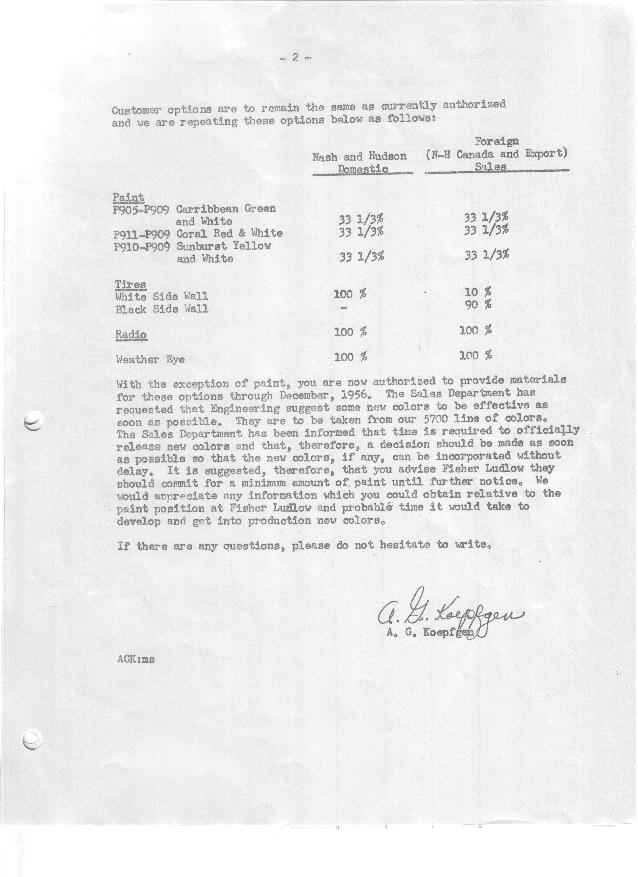 - 2 -
Customer options are to remain the same as currently authorized
and we are repeating these options below as follows:
Foreign
Nash and Hudson (N-H Canada and Export)
Domestic Sales
Paint
P905-P909 Carribbean Green
and White 33 1/3% 33 1/3%
P911-P909 Coral Red & White 33 1/3% 33 1/3%
P910-P909 Sunburst Yellow
and White 33 1/3% 33 1/3%
Tires
White Side Wall 100 % 10 %
Black Side Wall - 90 %
Radio 100 % 100 %
Weather Eye 100 % 100 %
With the exception of paint, you are now authorized to provide materials
for these options through December, 1956. The Sales Department has
requested that Engineering suggest some new colors to be effective as
soon as possible. They are to be taken from our 5700 line of colors.
The Sales Department has been informed that time is required to officially
release new colors and that, therefore, a decision should be made as soon
as possible so that the new colors, if any, can be incorporated without
delay. It is suggested, therefore, that you advise Fisher Ludlow they
should commit for a minimum amount of paint until further notice. We
would appreciate any information which you could obtain relative to the
paint position at Fisher Ludlow and probable time it would take to
develop and get into production new colors.
If there are any questions, please do not hesitate to write.
A. G. Koepfgen
A. G. Koepfgen
AGK:ms